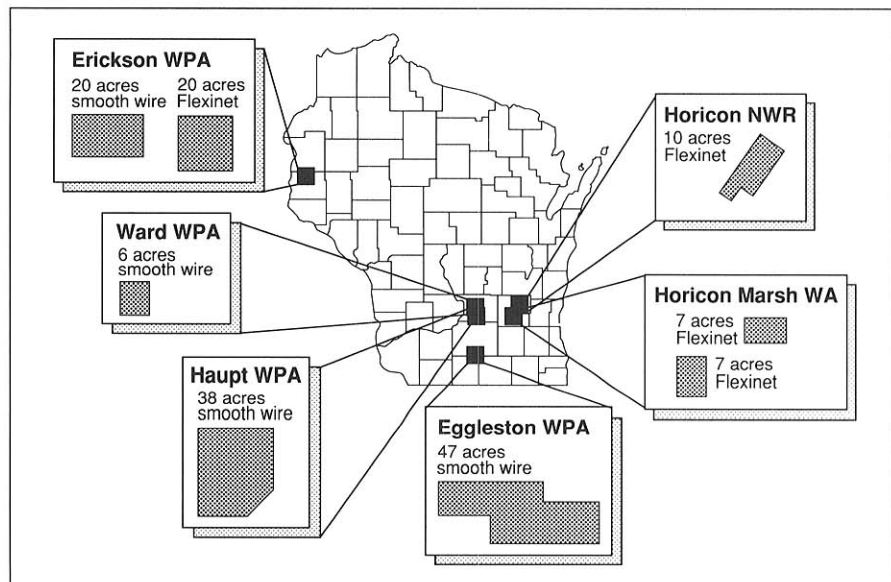 Erickson WPA
20 acres
smooth wire
20 acres
Flexinet
Horicon NWR
10 acres
Flexinet
Ward WPA
6 acres
smooth wire
Horicon Marsh WA
7 acres
Flexinet
7 acres
Flexinet
Haupt WPA
38 acres
smooth wire
Eggleston WPA
47 acres
smooth wire